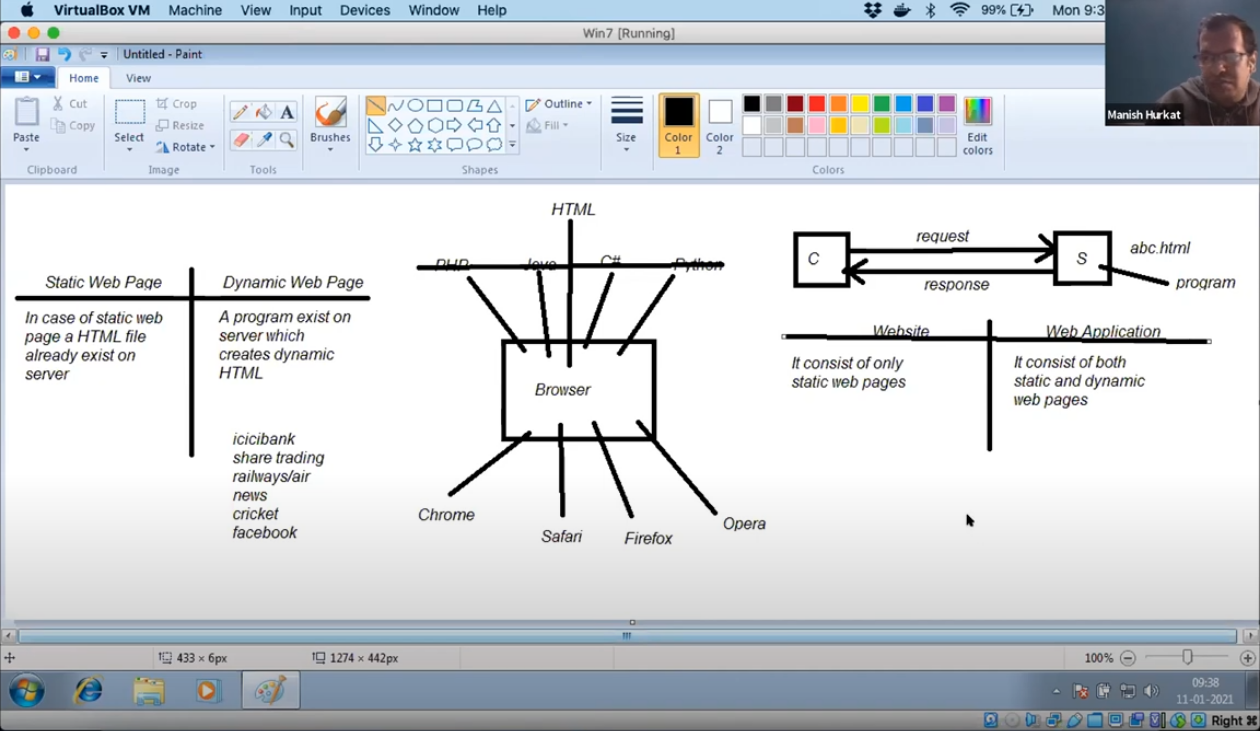 VirtualBox VM Machine View Input Devices Window Help
99%
Mon 9:3
Win7 [Running]
Manish Hurkat
Untitled - Paint
Home View
Paste
Cut
Copy
Clipboard
Select
Crop
Resize
Rotate
Image
A
Tools
Brushes
Shapes
Outline
Fill
Size
Color
1
Color
2
Edit
colors
Colors
Static Web Page
Dynamic Web Page
In case of static web
page a HTML file
already exist on
server
A program exist on
server which
creates dynamic
HTML
icicibank
share trading
railways/air
news
cricket
facebook
HTML
PHP Java C# Python
Browser
Chrome
Safari
Firefox
Opera
C
request
response
S
abc.html
program
Website
Web Application
It consist of only
static web pages
It consist of both
static and dynamic
web pages
433 × 6px
1274 × 442px
100%
09:38
11-01-2021
Right ⌘